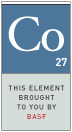 Co
27
THIS ELEMENT
BROUGHT
TO YOU BY
BASF